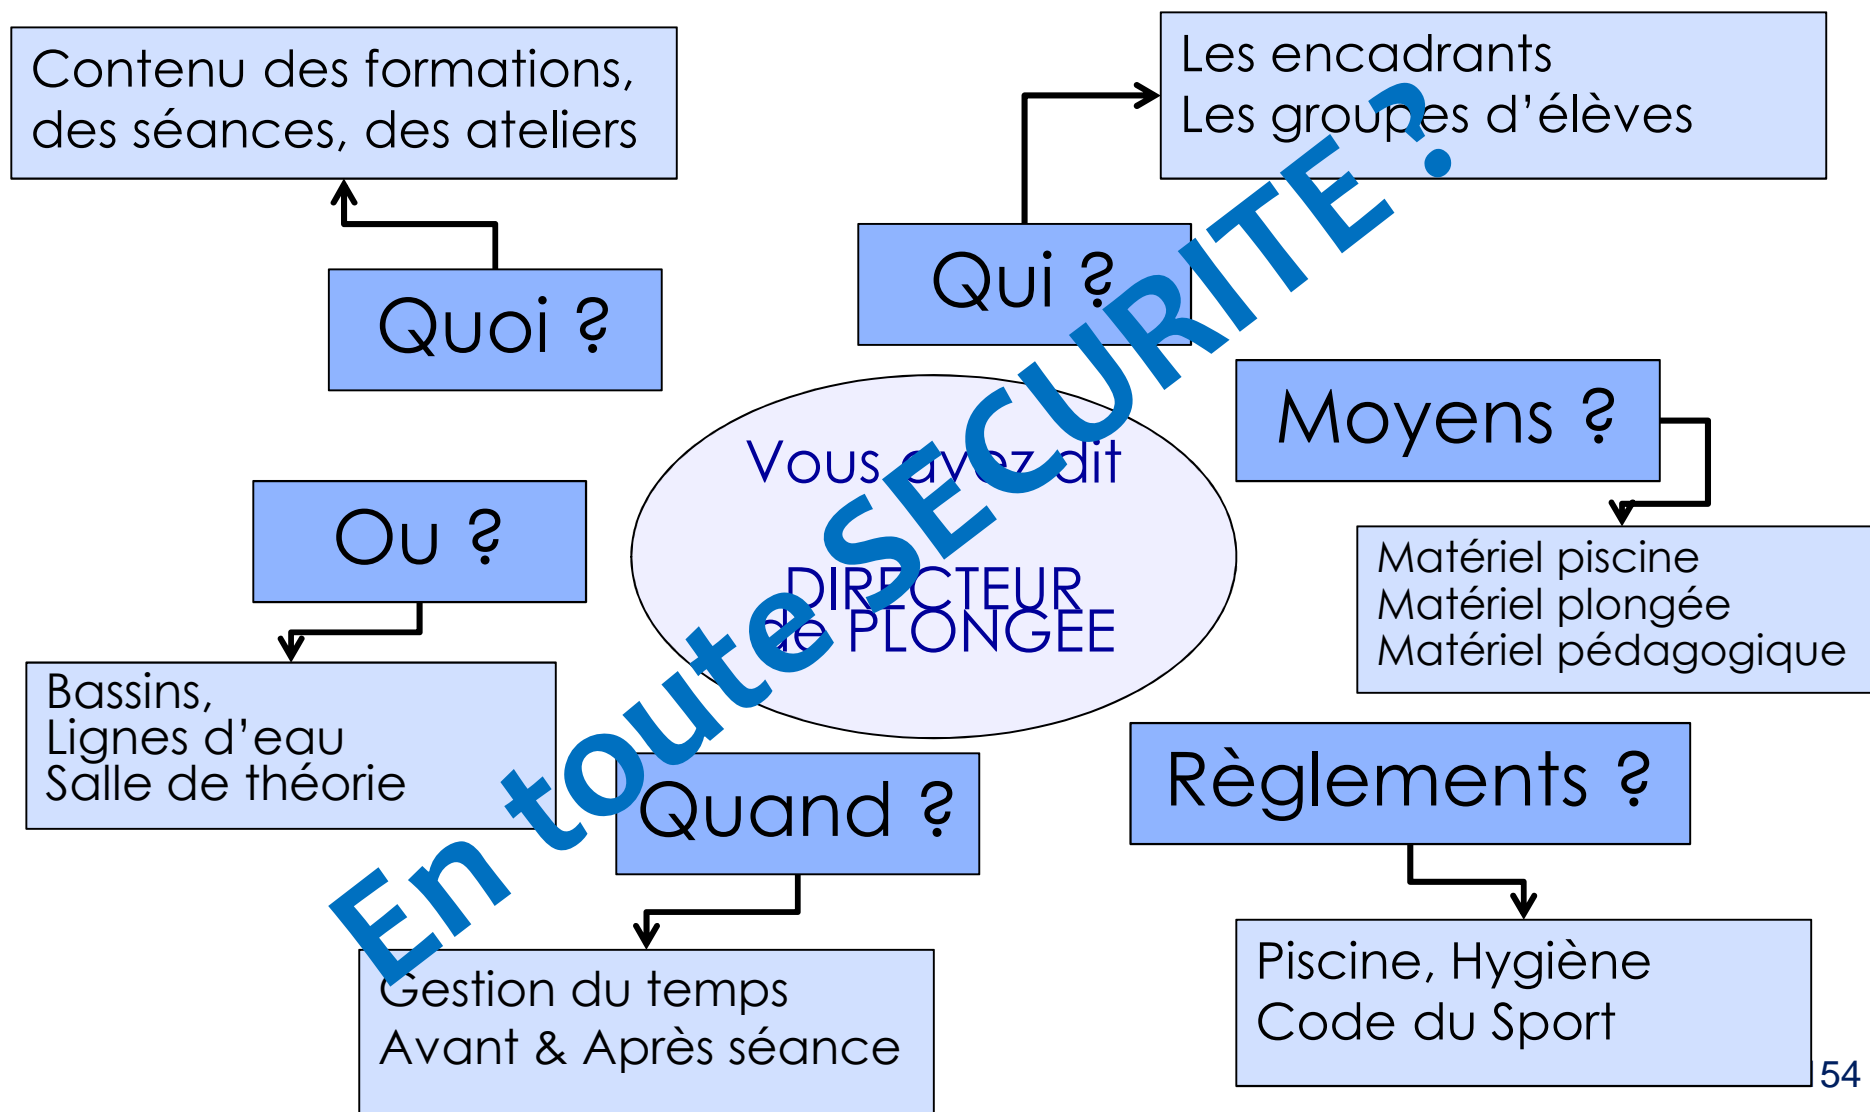 Contenu des formations,
des séances, des ateliers
Les encadrants
Les groupes d’élèves
Quoi ?
Qui ?
Moyens ?
Vous avez dit
DIRECTEUR
de PLONGEE
Ou ?
Matériel piscine
Matériel plongée
Matériel pédagogique
Bassins,
Lignes d’eau
Salle de théorie
Quand ?
Règlements ?
Gestion du temps
Avant & Après séance
Piscine, Hygiène
Code du Sport
En toute SECURITE ?
154